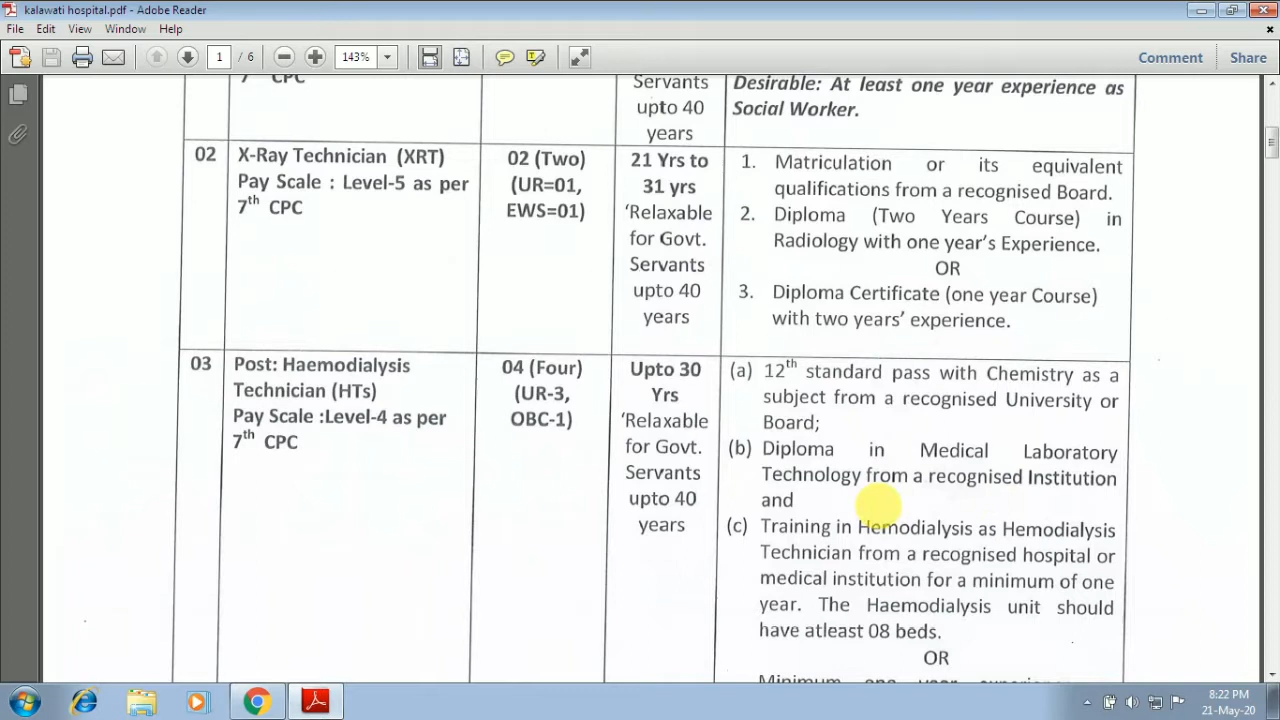 kalawati hospital.pdf - Adobe Reader
File Edit View Window Help
1 / 6 143% Comment Share
7th CPC
Servants
upto 40
years
Desirable: At least one year experience as
Social Worker.
02
X-Ray Technician (XRT)
Pay Scale : Level-5 as per
7th CPC
02 (Two)
(UR=01,
EWS=01)
21 Yrs to
31 yrs
‘Relaxable
for Govt.
Servants
upto 40
years
1. Matriculation or its equivalent
qualifications from a recognised Board.
2. Diploma (Two Years Course) in
Radiology with one year’s Experience.
OR
3. Diploma Certificate (one year Course)
with two years’ experience.
03
Post: Haemodialysis
Technician (HTs)
Pay Scale :Level-4 as per
7th CPC
04 (Four)
(UR-3,
OBC-1)
Upto 30
Yrs
‘Relaxable
for Govt.
Servants
upto 40
years
(a) 12th standard pass with Chemistry as a
subject from a recognised University or
Board;
(b) Diploma in Medical Laboratory
Technology from a recognised Institution
and
(c) Training in Hemodialysis as Hemodialysis
Technician from a recognised hospital or
medical institution for a minimum of one
year. The Haemodialysis unit should
have atleast 08 beds.
OR
Minimum one year experience
8:22 PM
21-May-20